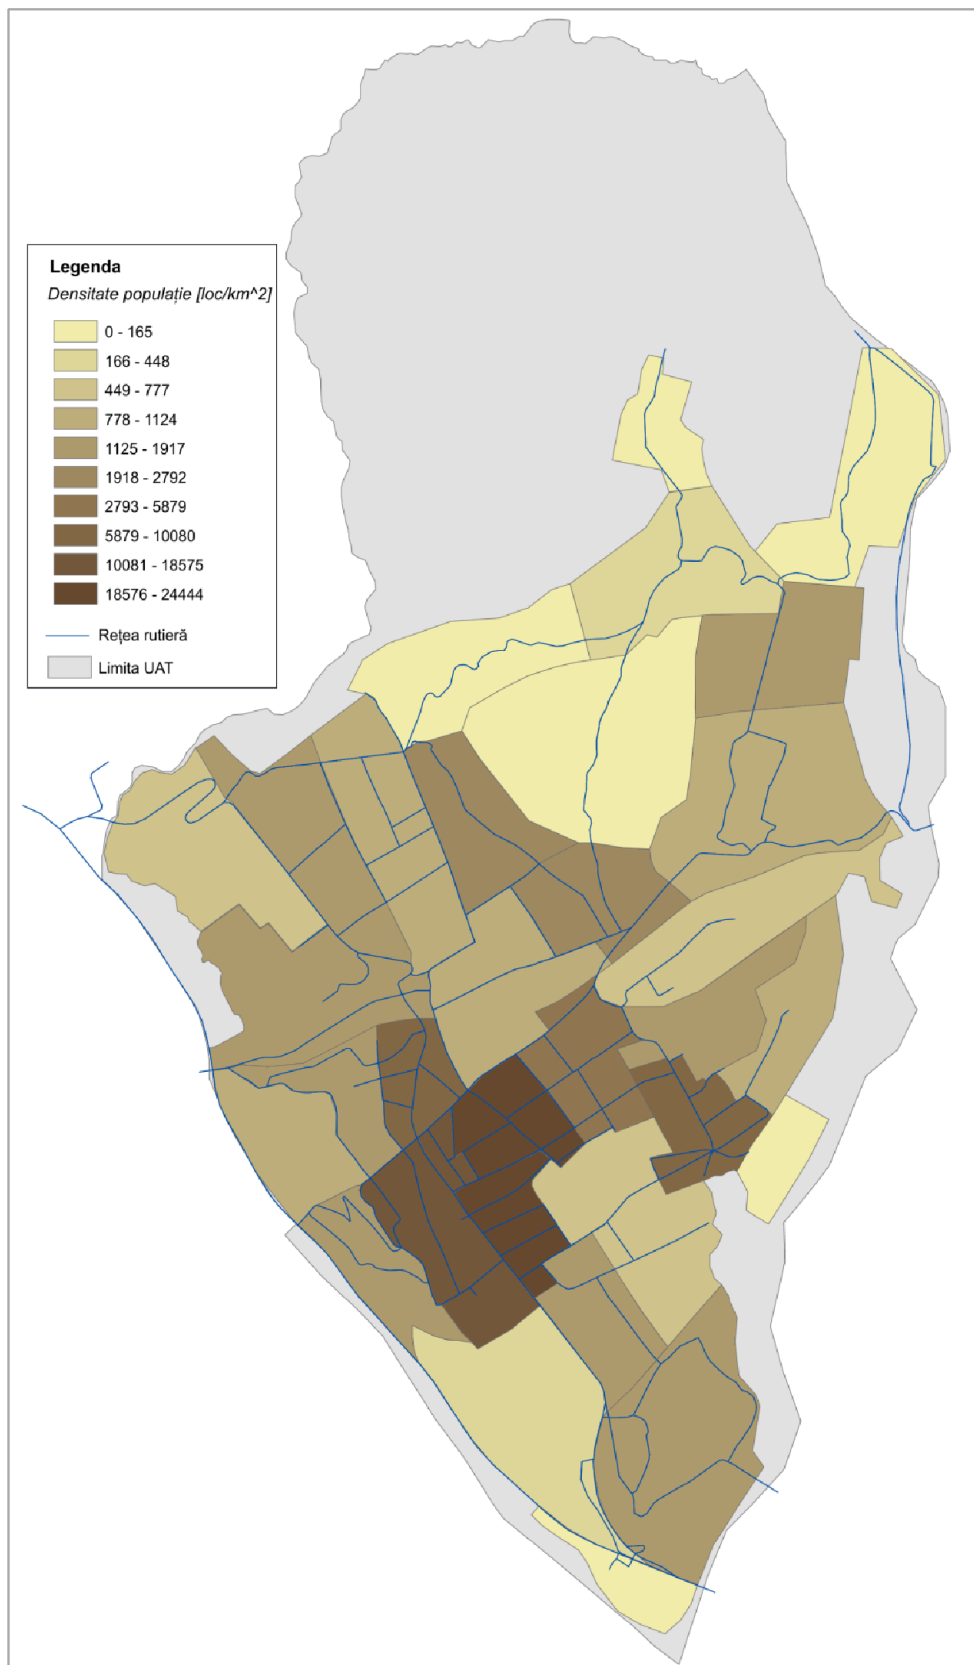 Legenda
Densitate populație [loc/km^2]
0 - 165
166 - 448
449 - 777
778 - 1124
1125 - 1917
1918 - 2792
2793 - 5879
5879 - 10080
10081 - 18575
18576 - 24444
Rețea rutieră
Limita UAT